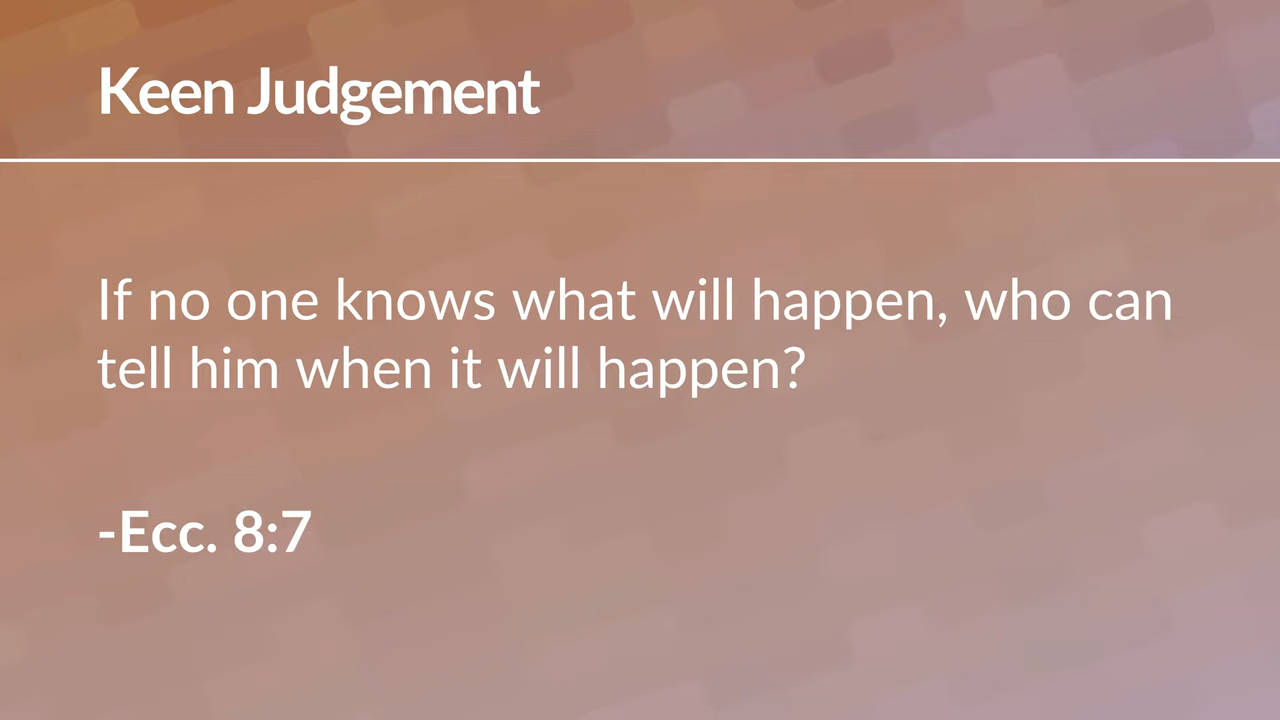 Keen Judgement
If no one knows what will happen, who can
tell him when it will happen?
-Ecc. 8:7